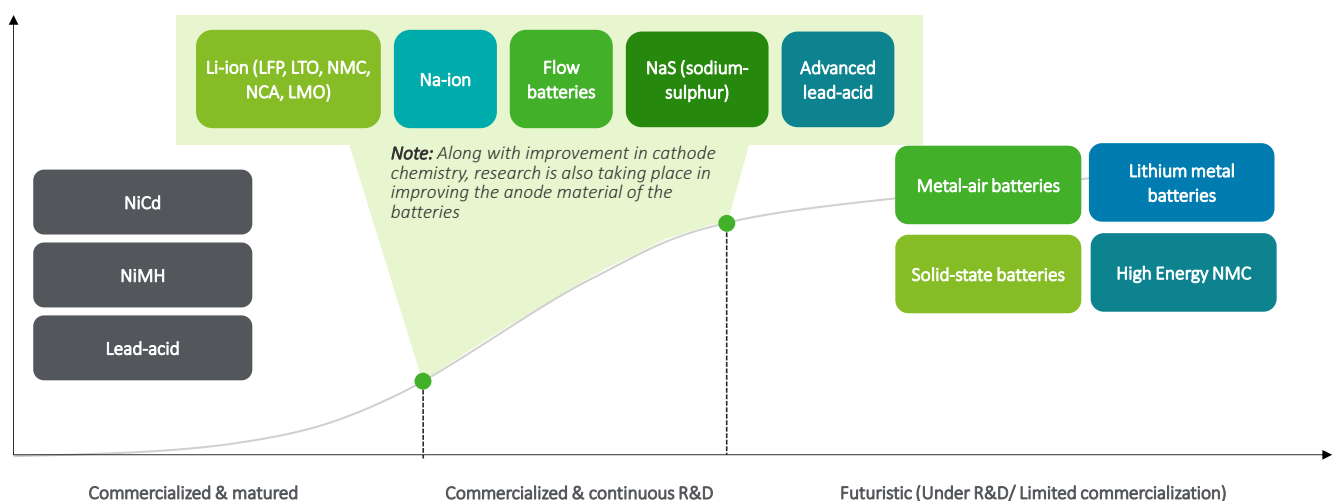 Li-ion (LFP, LTO, NMC,
NCA, LMO)
Na-ion
Flow
batteries
NaS (sodium-
sulphur)
Advanced
lead-acid
Note: Along with improvement in cathode
chemistry, research is also taking place in
improving the anode material of the
batteries
NiCd
NiMH
Lead-acid
Metal-air batteries
Lithium metal
batteries
Solid-state batteries
High Energy NMC
Commercialized & matured
Commercialized & continuous R&D
Futuristic (Under R&D/ Limited commercialization)